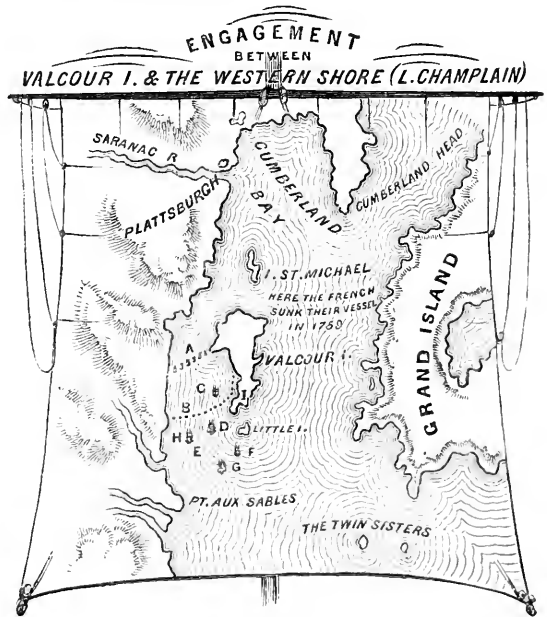 ENGAGEMENT
BETWEEN
VALCOUR I. & THE WESTERN SHORE (L. CHAMPLAIN)
SARANAC R
PLATTSBURGH
CUMBERLAND
BAY
CUMBERLAND HEAD
I. ST. MICHAEL
HERE THE FRENCH
SUNK THEIR VESSEL
IN 1759
GRAND ISLAND
A
VALCOUR I.
C
I
B
D
LITTLE I.
H
E
F
G
PT. AUX SABLES
THE TWIN SISTERS